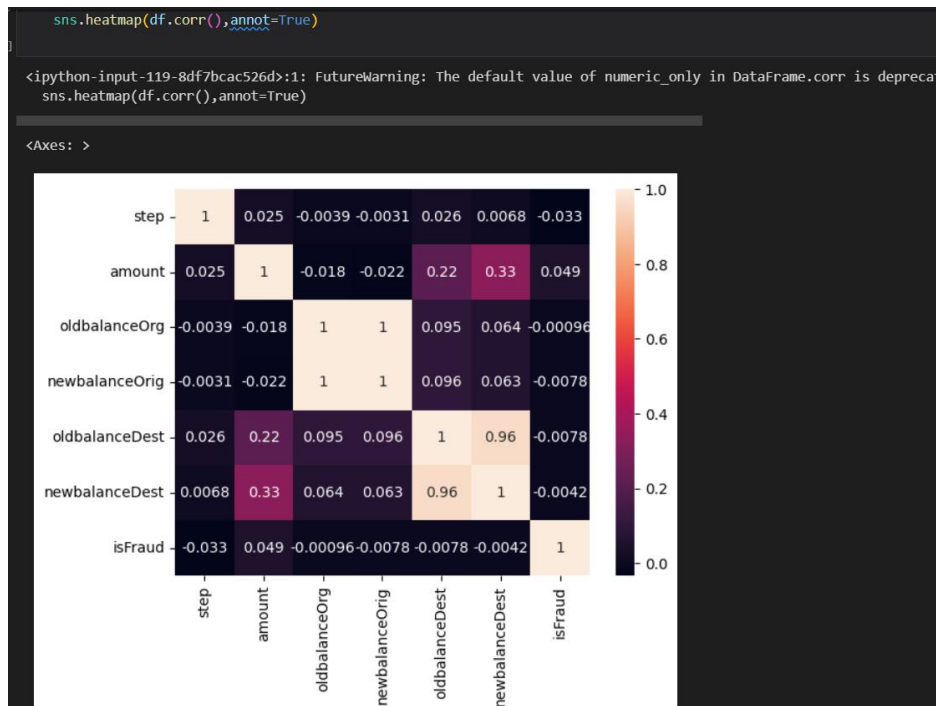 sns.heatmap(df.corr(),annot=True)
]
<ipython-input-119-8df7bcac526d>:1: FutureWarning: The default value of numeric_only in DataFrame.corr is depreca
sns.heatmap(df.corr(),annot=True)
<Axes: >
step 1 0.025 -0.0039 -0.0031 0.026 0.0068 -0.033
amount 0.025 1 -0.018 -0.022 0.22 0.33 0.049
oldbalanceOrg -0.0039 -0.018 1 1 0.095 0.064 -0.00096
newbalanceOrig -0.0031 -0.022 1 1 0.096 0.063 -0.0078
oldbalanceDest 0.026 0.22 0.095 0.096 1 0.96 -0.0078
newbalanceDest 0.0068 0.33 0.064 0.063 0.96 1 -0.0042
isFraud -0.033 0.049 -0.00096 -0.0078 -0.0078 -0.0042 1
step
amount
oldbalanceOrg
newbalanceOrig
oldbalanceDest
newbalanceDest
isFraud
1.0
0.8
0.6
0.4
0.2
0.0